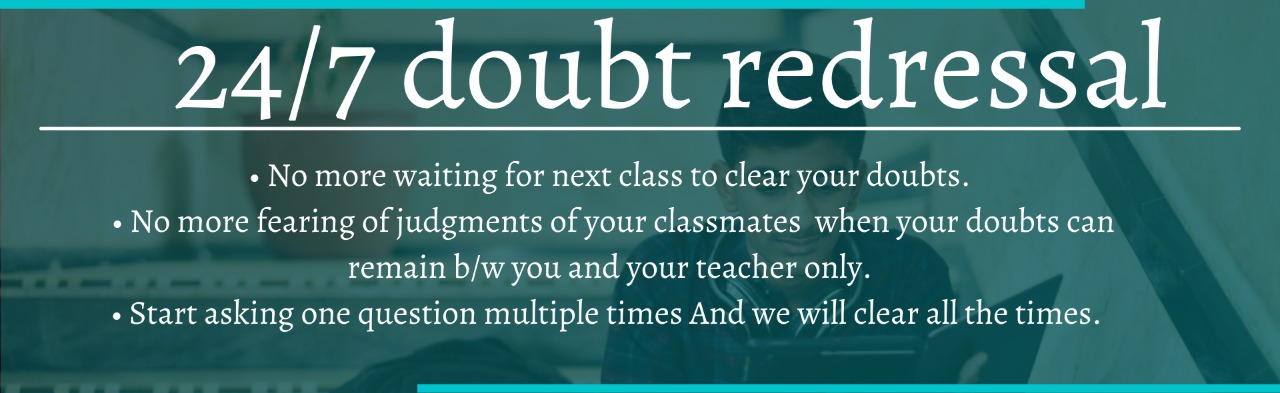 24/7 doubt redressal
• No more waiting for next class to clear your doubts.
• No more fearing of judgments of your classmates when your doubts can
remain b/w you and your teacher only.
• Start asking one question multiple times And we will clear all the times.